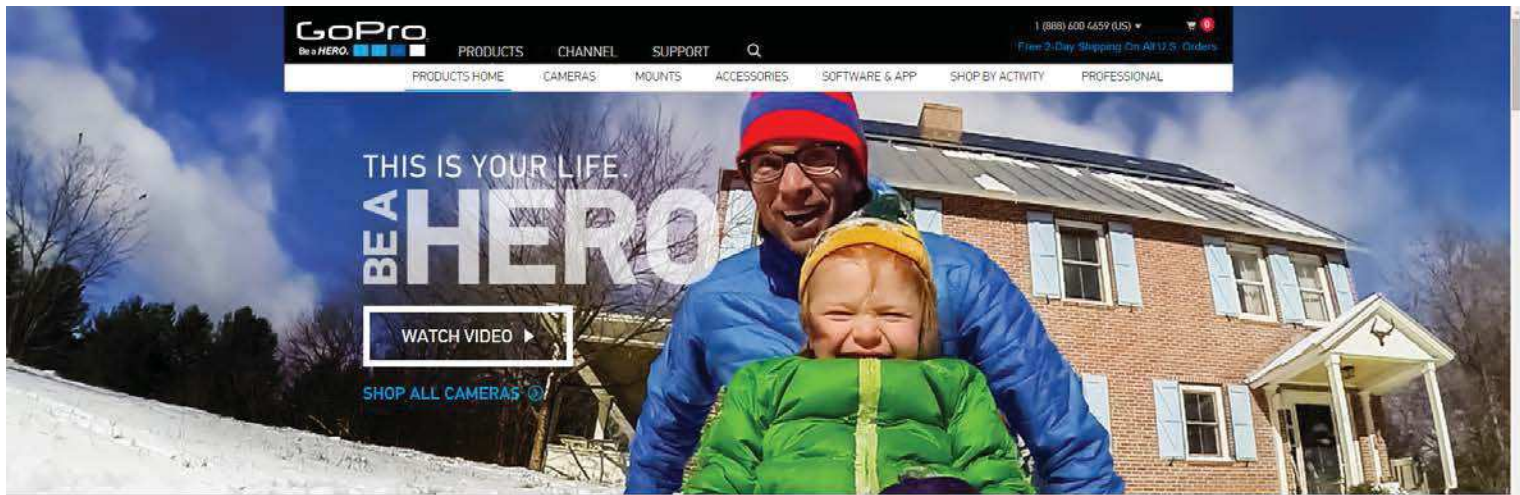 GoPro
Be a HERO.
PRODUCTS CHANNEL SUPPORT
1 (888) 600 4659 (US)
0
Free 2-Day Shipping On All U.S. Orders
PRODUCTS HOME CAMERAS MOUNTS ACCESSORIES SOFTWARE & APP SHOP BY ACTIVITY PROFESSIONAL
THIS IS YOUR LIFE.
BE A HERO
WATCH VIDEO
SHOP ALL CAMERAS